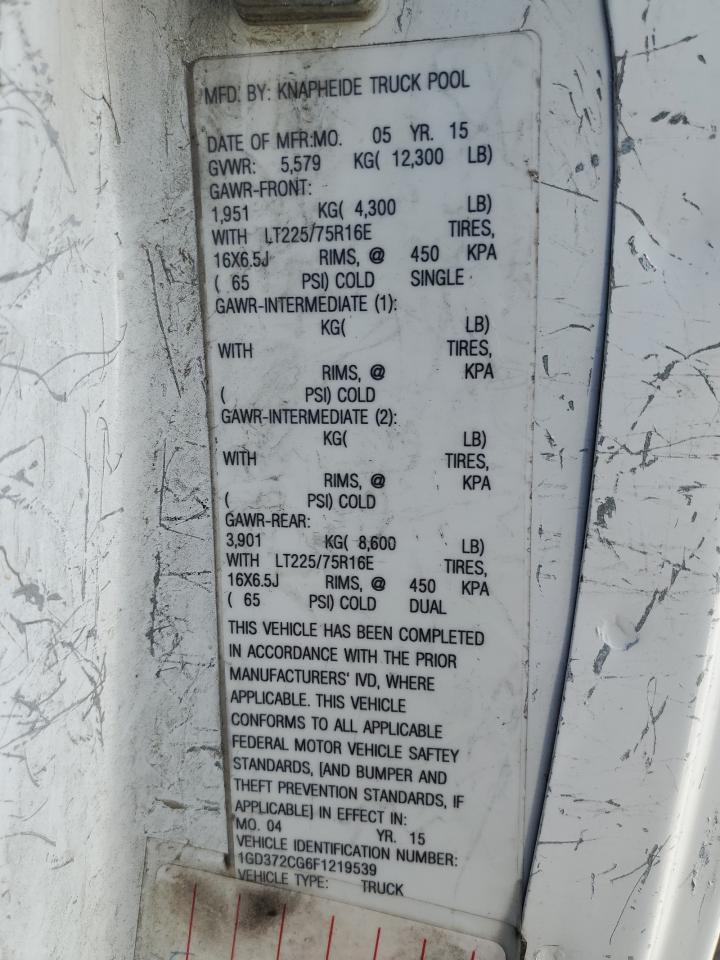 MFD. BY: KNAPHEIDE TRUCK POOL
DATE OF MFR:MO. 05 YR. 15
GVWR: 5,579 KG( 12,300 LB)
GAWR-FRONT:
1,951 KG( 4,300 LB)
WITH LT225/75R16E TIRES,
16X6.5J RIMS, @ 450 KPA
( 65 PSI) COLD SINGLE
GAWR-INTERMEDIATE (1):
KG( LB)
WITH TIRES,
RIMS, @ KPA
( PSI) COLD
GAWR-INTERMEDIATE (2):
KG( LB)
WITH TIRES,
RIMS, @ KPA
( PSI) COLD
GAWR-REAR:
3,901 KG( 8,600 LB)
WITH LT225/75R16E TIRES,
16X6.5J RIMS, @ 450 KPA
( 65 PSI) COLD DUAL
THIS VEHICLE HAS BEEN COMPLETED
IN ACCORDANCE WITH THE PRIOR
MANUFACTURERS' IVD, WHERE
APPLICABLE. THIS VEHICLE
CONFORMS TO ALL APPLICABLE
FEDERAL MOTOR VEHICLE SAFTEY
STANDARDS, [AND BUMPER AND
THEFT PREVENTION STANDARDS, IF
APPLICABLE] IN EFFECT IN:
MO. 04 YR. 15
VEHICLE IDENTIFICATION NUMBER:
1GD372CG6F1219539
VEHICLE TYPE: TRUCK